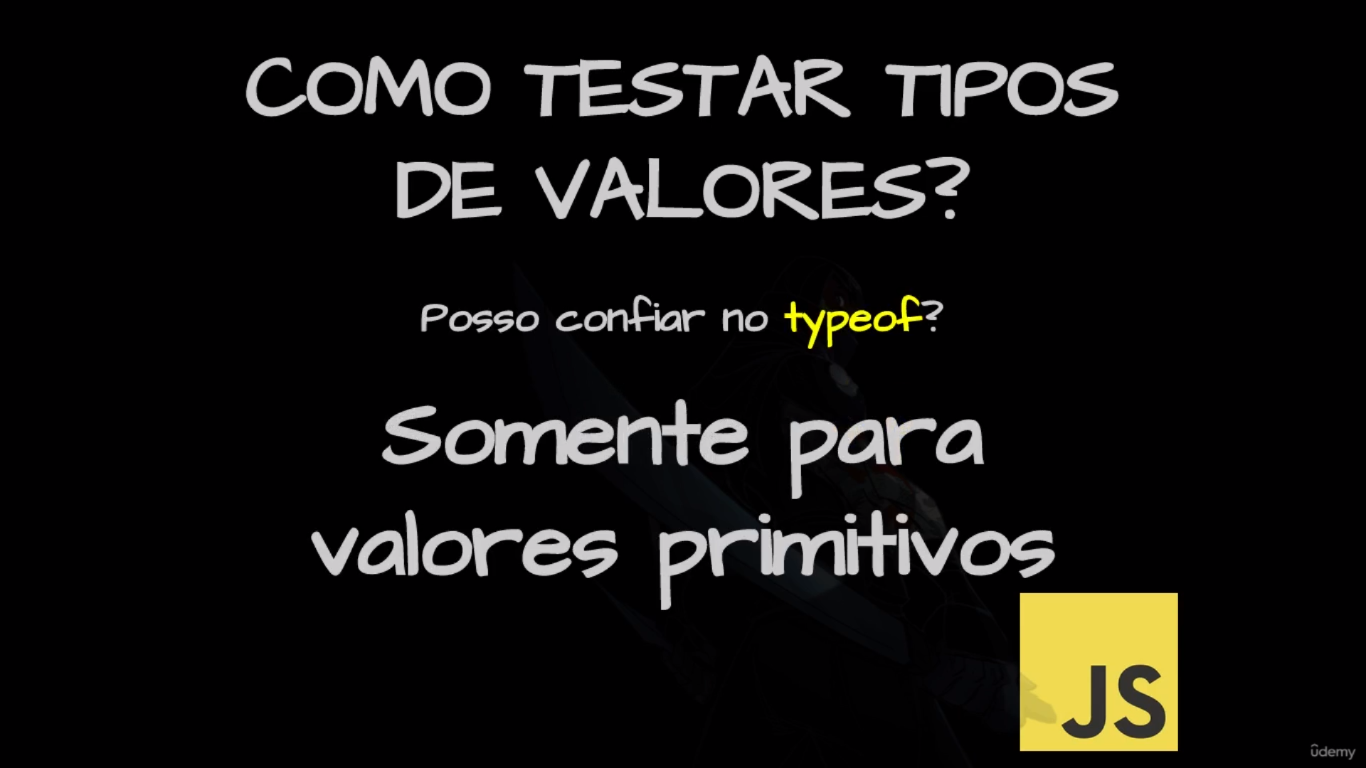 COMO TESTAR TIPOS
DE VALORES?
Posso confiar no typeof?
Somente para
valores primitivos
JS
ûdemy